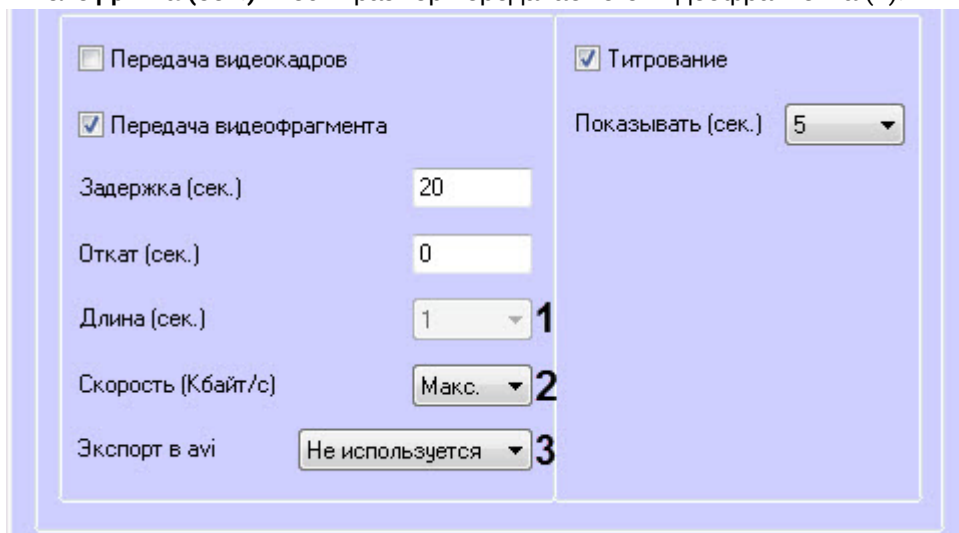 Передача видеокадров
Титрование
Передача видеофрагмента
Показывать (сек.) 5
Задержка (сек.) 20
Откат (сек.) 0
Длина (сек.) 1 1
Скорость (Кбайт/с) Макс. 2
Экспорт в avi Не используется 3